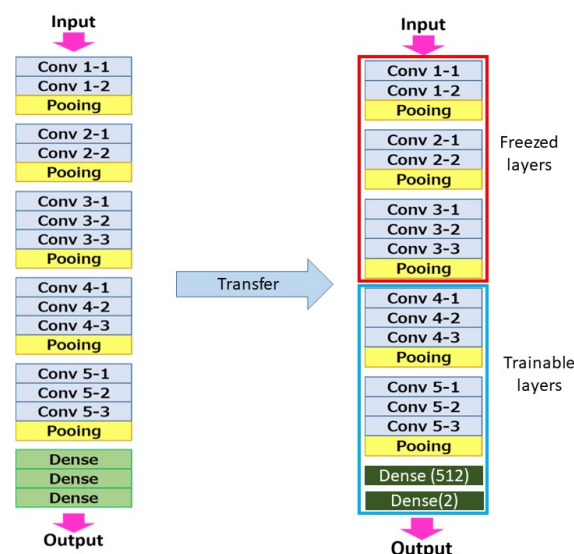 Input
Conv 1-1
Conv 1-2
Pooing
Conv 2-1
Conv 2-2
Pooing
Conv 3-1
Conv 3-2
Conv 3-3
Pooing
Conv 4-1
Conv 4-2
Conv 4-3
Pooing
Conv 5-1
Conv 5-2
Conv 5-3
Pooing
Dense
Dense
Dense
Output
Transfer
Input
Conv 1-1
Conv 1-2
Pooing
Conv 2-1
Conv 2-2
Pooing
Conv 3-1
Conv 3-2
Conv 3-3
Pooing
Freezed
layers
Conv 4-1
Conv 4-2
Conv 4-3
Pooing
Conv 5-1
Conv 5-2
Conv 5-3
Pooing
Dense (512)
Dense(2)
Trainable
layers
Output